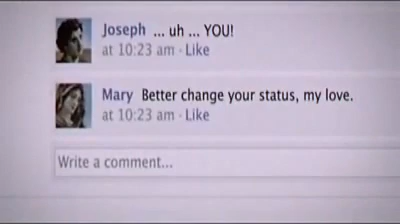 Joseph ... uh ... YOU!
at 10:23 am · Like
Mary Better change your status, my love.
at 10:23 am · Like
Write a comment...